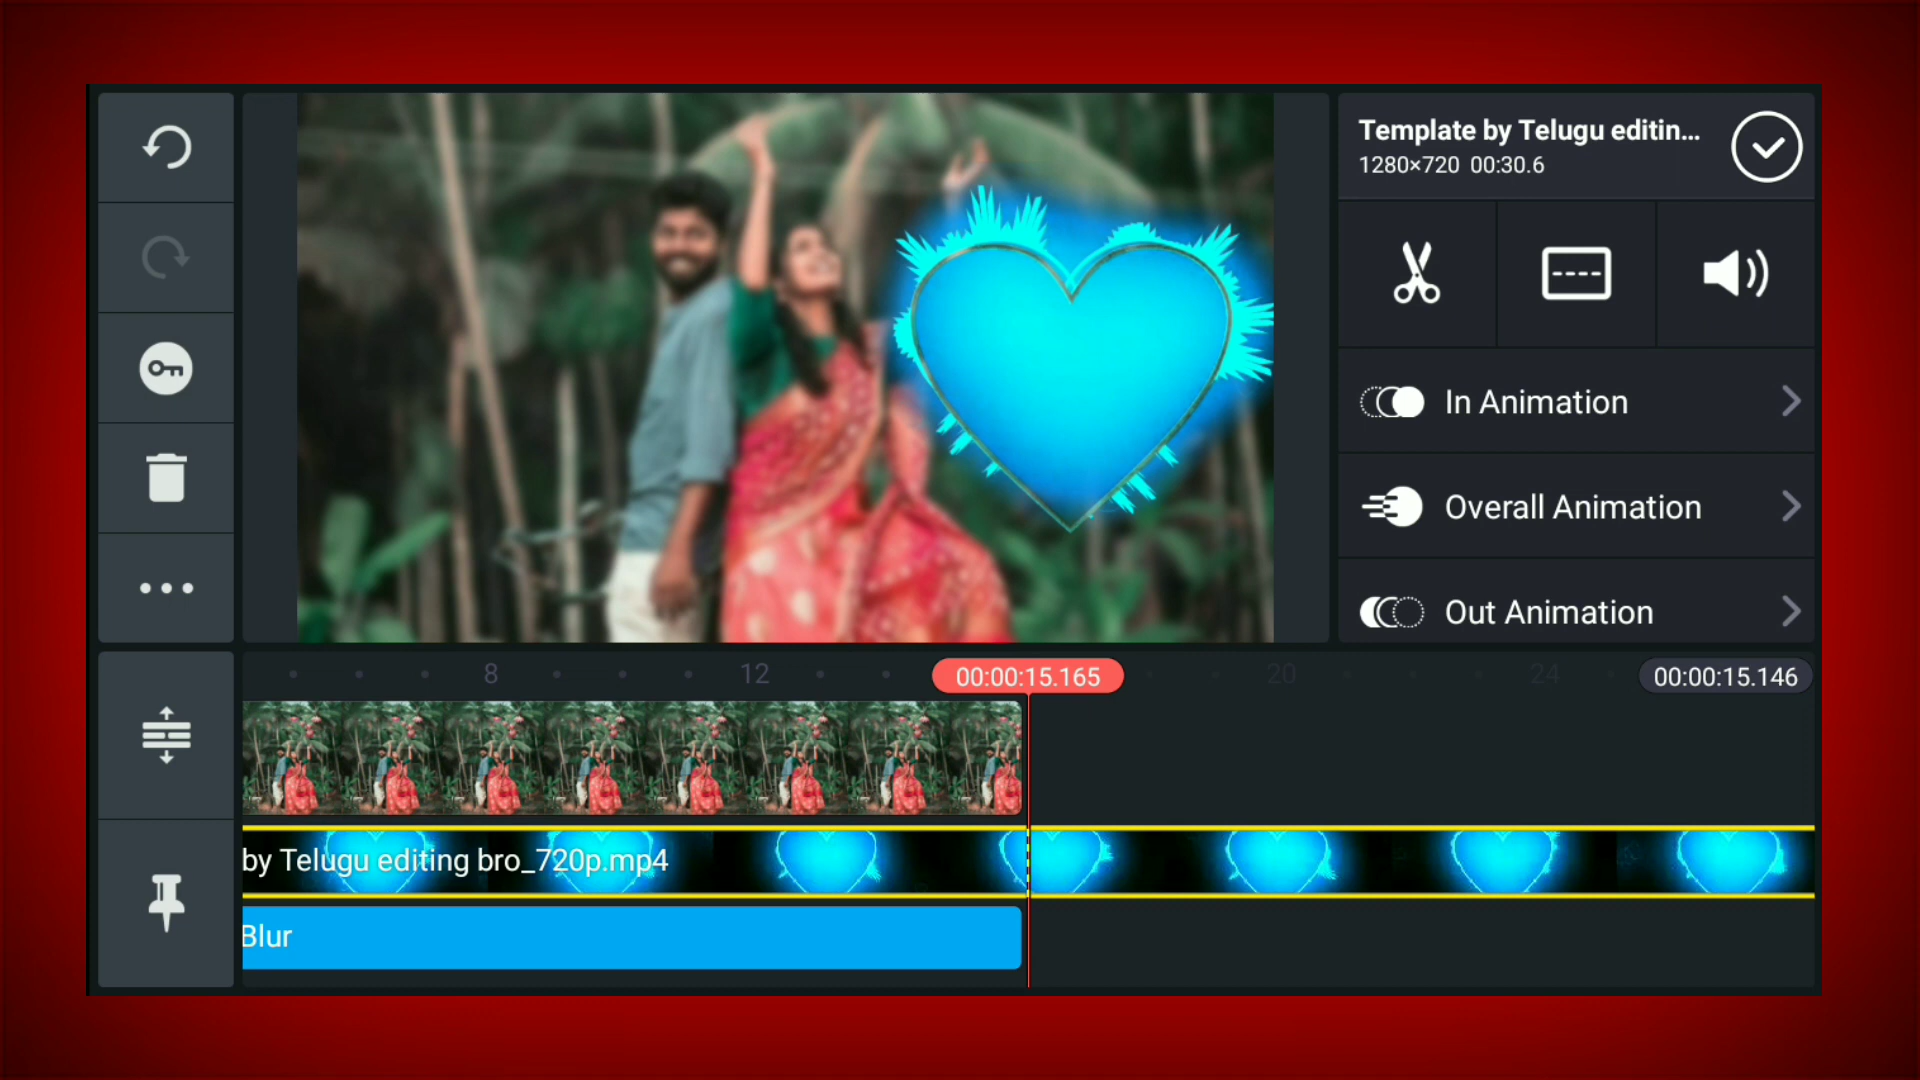 Template by Telugu editin...
1280×720 00:30.6
In Animation
Overall Animation
Out Animation
8 12 00:00:15.165 20 24 00:00:15.146
by Telugu editing bro_720p.mp4
Blur